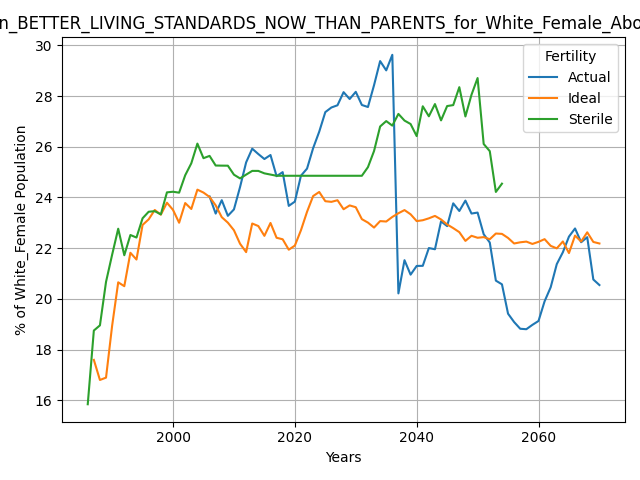 n_BETTER_LIVING_STANDARDS_NOW_THAN_PARENTS_for_White_Female_Abo
% of White_Female Population
30
28
26
24
22
20
18
16
2000
2020
2040
2060
Years
Fertility
Actual
Ideal
Sterile